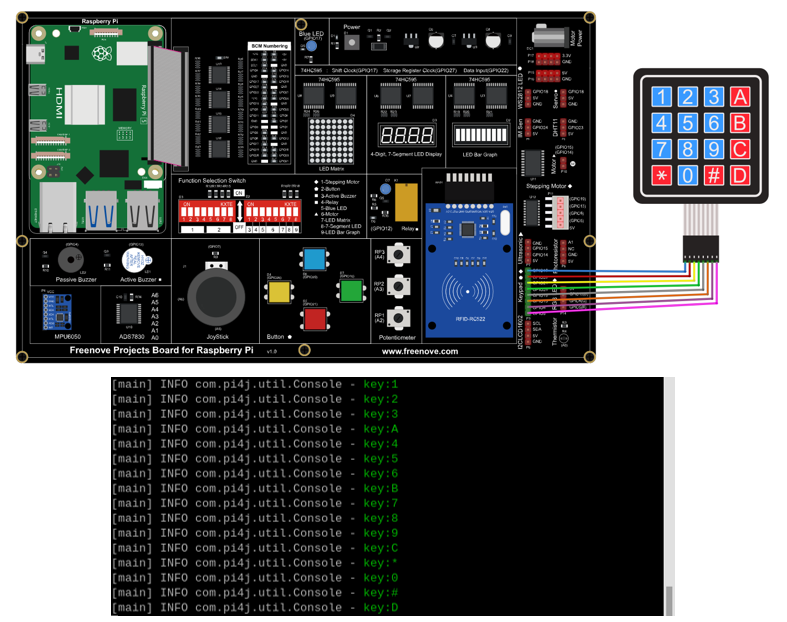 Raspberry Pi
HDMI
BCM Numbering
Blue LED
(GPIO17)
Power
Motor
Power
74HC595
Shift Clock(GPIO17)
Storage Register Clock(GPIO27)
Data Input(GPIO22)
LED Matrix
4-Digit, 7-Segment LED Display
LED Bar Graph
WS2812 LED
Servo
IM Sen
DHT11
Motor
Stepping Motor
Function Selection Switch
ON
KXTE
ON
KXTE
1 2
3 4 5 6 7 8 9
ON
OFF
1-Stepping Motor
2-Button
3-Active Buzzer
4-Relay
5-Blue LED
6-Motor
7-LED Matrix
8-7-Segment LED
9-LED Bar Graph
(GPIO12)
Relay
Passive Buzzer
Active Buzzer
MPU6050
ADS7830
A6
A5
A4
A3
A2
A1
A0
JoyStick
Button
RP3
(A4)
RP2
(A3)
RP1
(A2)
Potentiometer
RFID-RC522
Ultrasonic
Photoresistor
Keypad
I2CLCD1602
SCL
SDA
5V
GND
Thermistor
Freenove Projects Board for Raspberry Pi
v1.0
www.freenove.com
1 2 3 A
4 5 6 B
7 8 9 C
* 0 # D
[main] INFO com.pi4j.util.Console - key:1
[main] INFO com.pi4j.util.Console - key:2
[main] INFO com.pi4j.util.Console - key:3
[main] INFO com.pi4j.util.Console - key:A
[main] INFO com.pi4j.util.Console - key:4
[main] INFO com.pi4j.util.Console - key:5
[main] INFO com.pi4j.util.Console - key:6
[main] INFO com.pi4j.util.Console - key:B
[main] INFO com.pi4j.util.Console - key:7
[main] INFO com.pi4j.util.Console - key:8
[main] INFO com.pi4j.util.Console - key:9
[main] INFO com.pi4j.util.Console - key:C
[main] INFO com.pi4j.util.Console - key:*
[main] INFO com.pi4j.util.Console - key:0
[main] INFO com.pi4j.util.Console - key:#
[main] INFO com.pi4j.util.Console - key:D